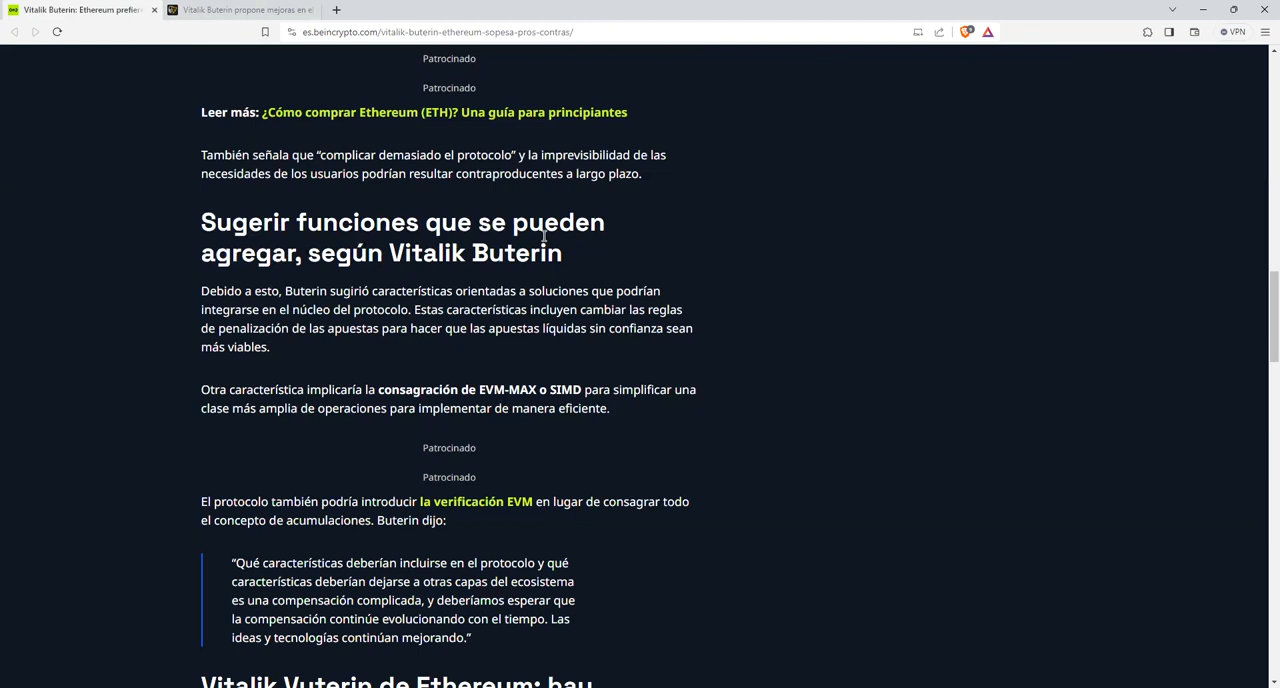 Vitalik Buterin: Ethereum prefier
Vitalik Buterin propone mejoras en el
es.beincrypto.com/vitalik-buterin-ethereum-sopesa-pros-contras/
VPN
Patrocinado
Patrocinado
Leer más: ¿Cómo comprar Ethereum (ETH)? Una guía para principiantes
También señala que “complicar demasiado el protocolo” y la imprevisibilidad de las
necesidades de los usuarios podrían resultar contraproducentes a largo plazo.
Sugerir funciones que se pueden
agregar, según Vitalik Buterin
Debido a esto, Buterin sugirió características orientadas a soluciones que podrían
integrarse en el núcleo del protocolo. Estas características incluyen cambiar las reglas
de penalización de las apuestas para hacer que las apuestas líquidas sin confianza sean
más viables.
Otra característica implicaría la consagración de EVM-MAX o SIMD para simplificar una
clase más amplia de operaciones para implementar de manera eficiente.
Patrocinado
Patrocinado
El protocolo también podría introducir la verificación EVM en lugar de consagrar todo
el concepto de acumulaciones. Buterin dijo:
“Qué características deberían incluirse en el protocolo y qué
características deberían dejarse a otras capas del ecosistema
es una compensación complicada, y deberíamos esperar que
la compensación continúe evolucionando con el tiempo. Las
ideas y tecnologías continúan mejorando.”
Vitalik Vuterin de Ethereum: hay